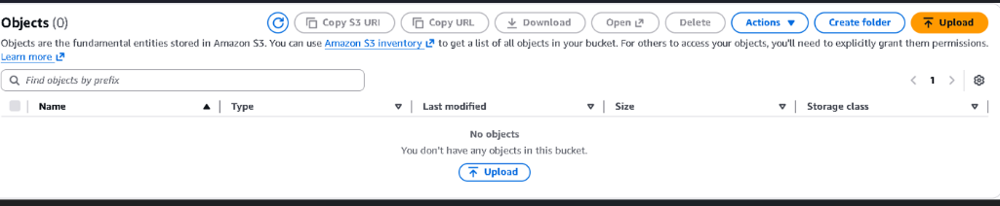 Objects (0)
Copy S3 URI
Copy URL
Download
Open
Delete
Actions
Create folder
Upload
Objects are the fundamental entities stored in Amazon S3. You can use Amazon S3 inventory to get a list of all objects in your bucket. For others to access your objects, you'll need to explicitly grant them permissions.
Learn more
Find objects by prefix
1
Name
Type
Last modified
Size
Storage class
No objects
You don't have any objects in this bucket.
Upload